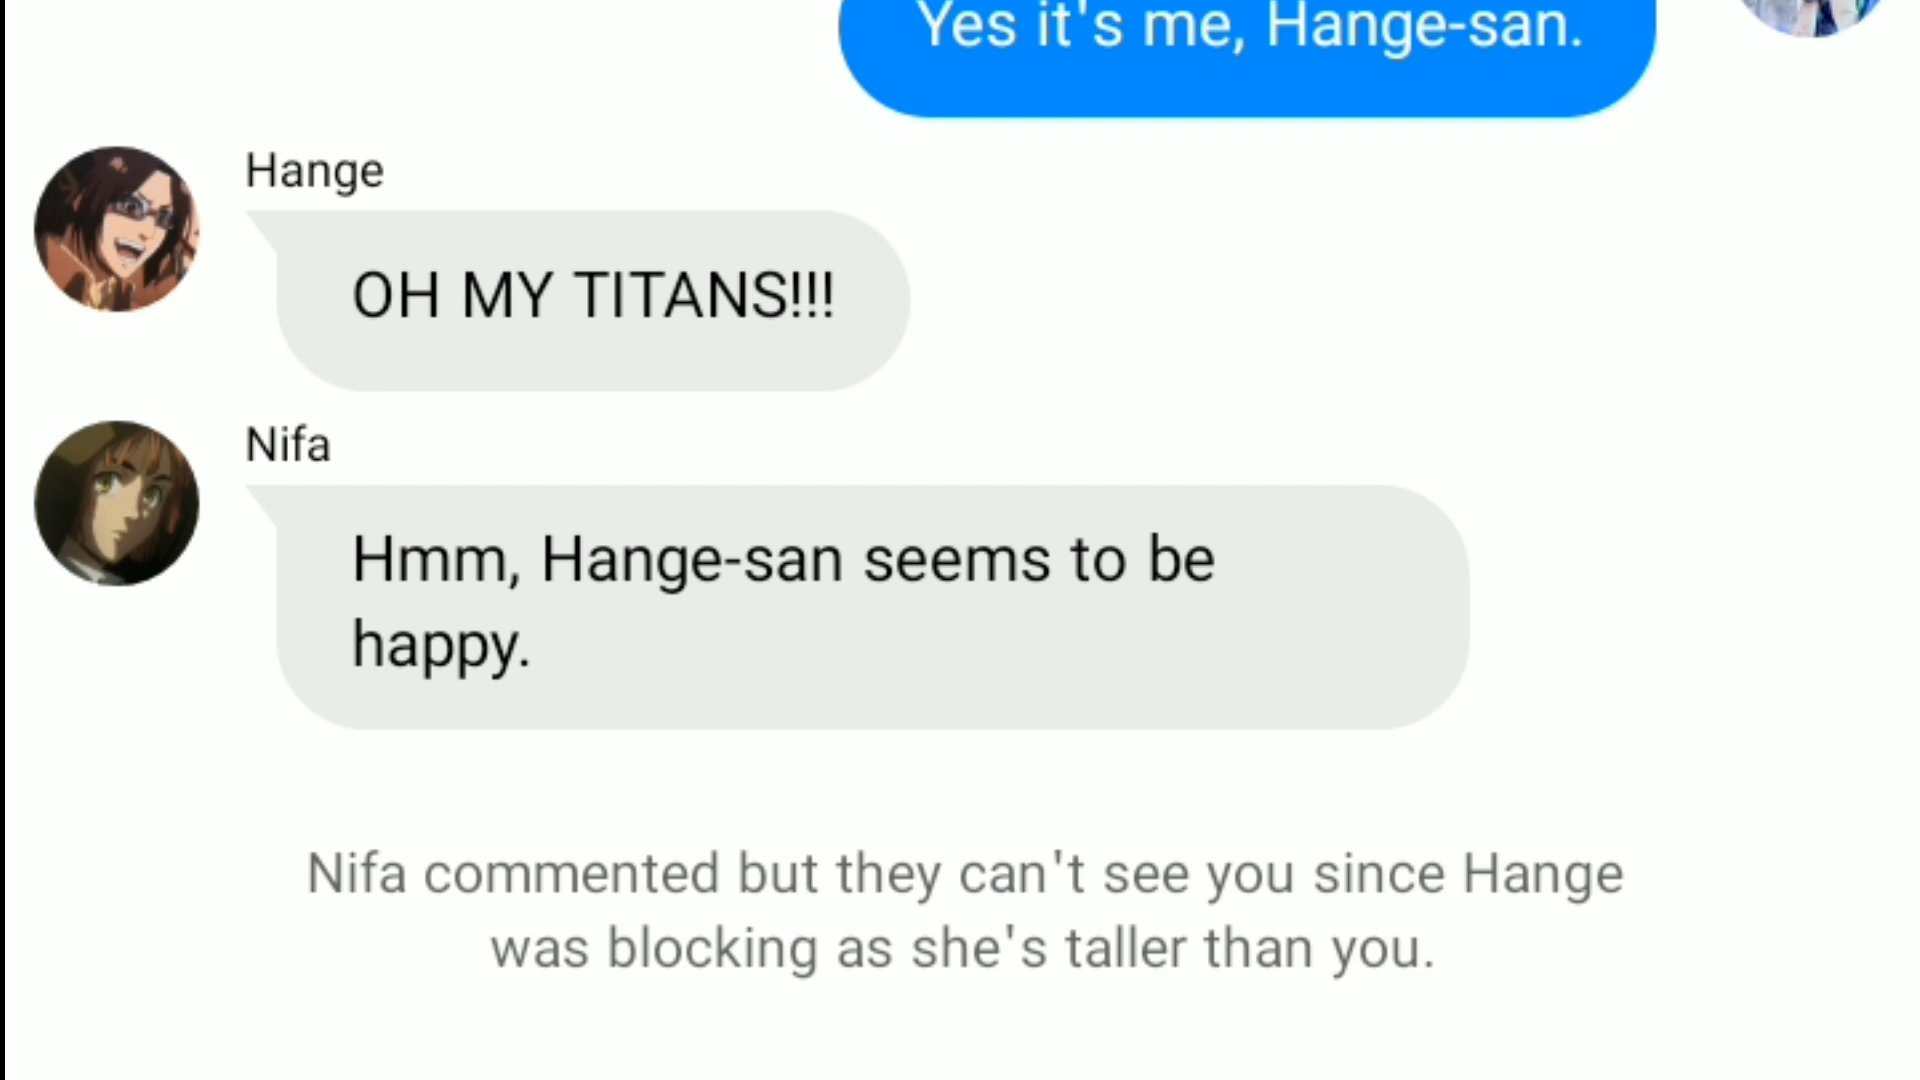 Yes it's me, Hange-san.
Hange
OH MY TITANS!!!
Nifa
Hmm, Hange-san seems to be
happy.
Nifa commented but they can't see you since Hange
was blocking as she's taller than you.